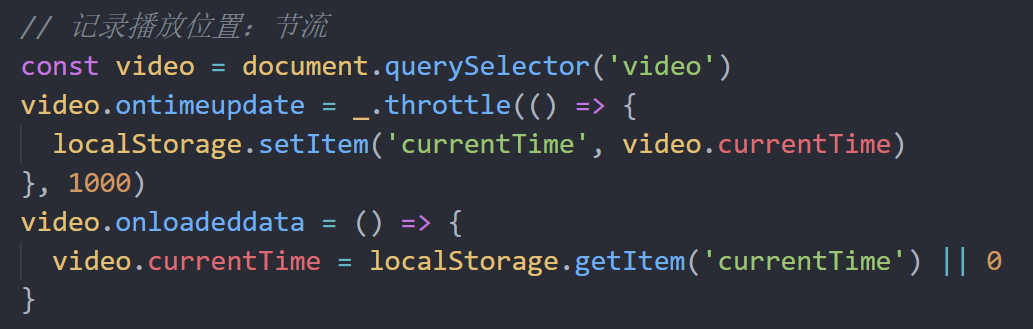 // 记录播放位置：节流
const video = document.querySelector('video')
video.ontimeupdate = _.throttle(() => {
  localStorage.setItem('currentTime', video.currentTime)
}, 1000)
video.onloadeddata = () => {
  video.currentTime = localStorage.getItem('currentTime') || 0
}